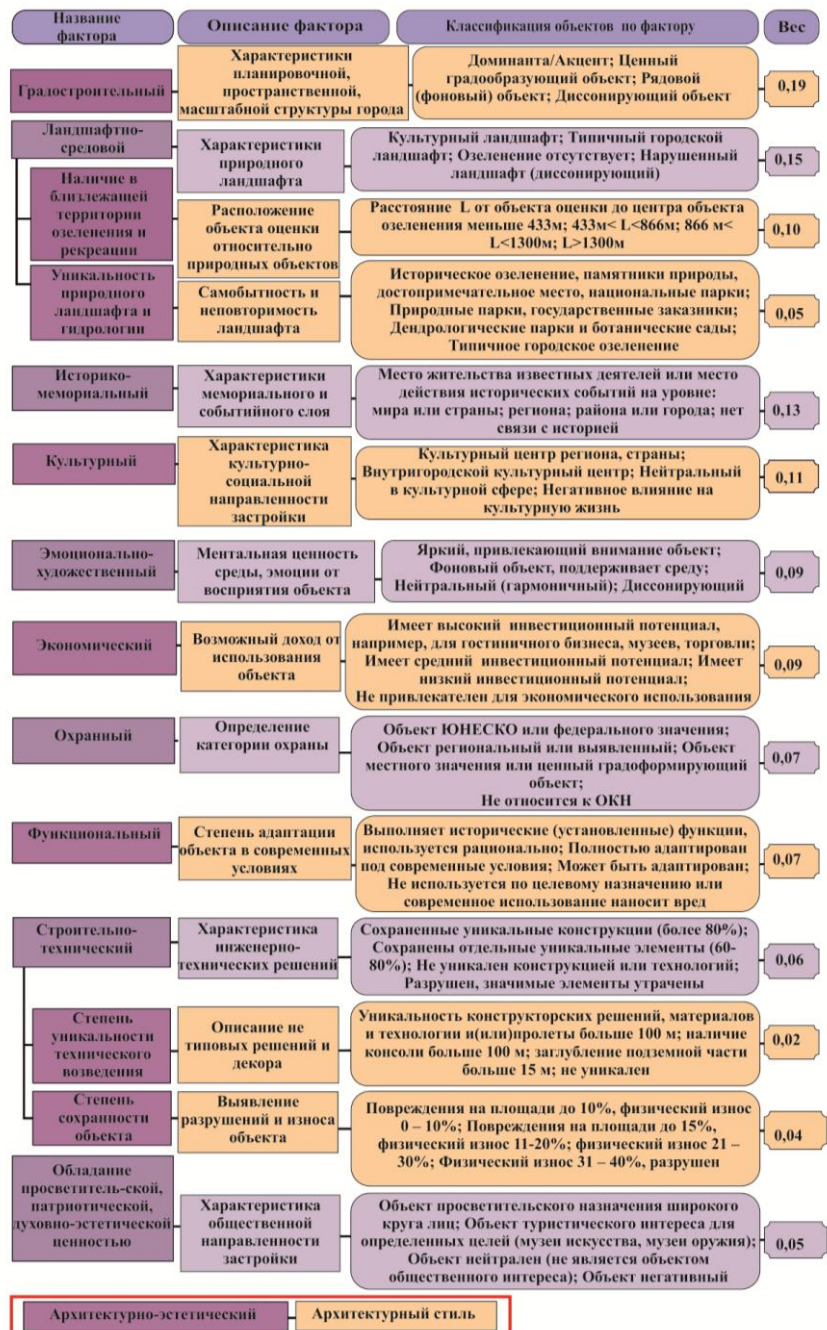 Название
фактора
Описание фактора
Классификация объектов по фактору
Вес
Градостроительный
Характеристики
планировочной,
пространственной,
масштабной структуры города
Доминанта/Акцент; Ценный
градообразующий объект; Рядовой
(фоновый) объект; Диссонирующий объект
0,19
Ландшафтно-
средовой
Характеристики
природного
ландшафта
Культурный ландшафт; Типичный городской
ландшафт; Озеленение отсутствует; Нарушенный
ландшафт (диссонирующий)
0,15
Наличие в
близлежащей
территории
озеленения и
рекреации
Расположение
объекта оценки
относительно
природных объектов
Расстояние L от объекта оценки до центра объекта
озеленения меньше 433м; 433м< L<866м; 866 м<
L<1300м; L>1300м
0,10
Уникальность
природного
ландшафта и
гидрологии
Самобытность и
неповторимость
ландшафта
Историческое озеленение, памятники природы,
достопримечательное место, национальные парки;
Природные парки, государственные заказники;
Дендрологические парки и ботанические сады;
Типичное городское озеленение
0,05
Историко-
мемориальный
Характеристики
мемориального и
событийного слоя
Место жительства известных деятелей или место
действия исторических событий на уровне:
мира или страны; региона; района или города; нет
связи с историей
0,13
Культурный
Характеристика
культурно-
социальной
направленности
застройки
Культурный центр региона, страны;
Внутригородской культурный центр; Нейтральный
в культурной сфере; Негативное влияние на
культурную жизнь
0,11
Эмоционально-
художественный
Ментальная ценность
среды, эмоции от
восприятия объекта
Яркий, привлекающий внимание объект;
Фоновый объект, поддерживает среду;
Нейтральный (гармоничный); Диссонирующий
0,09
Экономический
Возможный доход от
использования
объекта
Имеет высокий инвестиционный потенциал,
например, для гостиничного бизнеса, музеев, торговли;
Имеет средний инвестиционный потенциал; Имеет
низкий инвестиционный потенциал;
Не привлекателен для экономического использования
0,09
Охранный
Определение
категории охраны
Объект ЮНЕСКО или федерального значения;
Объект региональный или выявленный; Объект
местного значения или ценный градоформирующий
объект;
Не относится к ОКН
0,07
Функциональный
Степень адаптации
объекта в современных
условиях
Выполняет исторические (установленные) функции,
используется рационально; Полностью адаптирован
под современные условия; Может быть адаптирован;
Не используется по целевому назначению или
современное использование наносит вред
0,07
Строительно-
технический
Характеристика
инженерно-
технических решений
Сохраненные уникальные конструкции (более 80%);
Сохранены отдельные уникальные элементы (60-
80%); Не уникален конструкцией или технологий;
Разрушен, значимые элементы утрачены
0,06
Степень
уникальности
технического
возведения
Описание не
типовых решений и
декора
Уникальность конструкторских решений, материалов
и технологии и(или)пролеты больше 100 м; наличие
консоли больше 100 м; заглубление подземной части
больше 15 м; не уникален
0,02
Степень
сохранности
объекта
Выявление
разрушений и износа
объекта
Повреждения на площади до 10%, физический износ
0 – 10%; Повреждения на площади до 15%,
физический износ 11-20%; физический износ 21 –
30%; Физический износ 31 – 40%, разрушен
0,04
Обладание
просветитель-ской,
патриотической,
духовно-эстетической
ценностью
Характеристика
общественной
направленности
застройки
Объект просветительского назначения широкого
круга лиц; Объект туристического интереса для
определенных целей (музеи искусства, музеи оружия);
Объект нейтрален (не является объектом
общественного интереса); Объект негативный
0,05
Архитектурно-эстетический
Архитектурный стиль